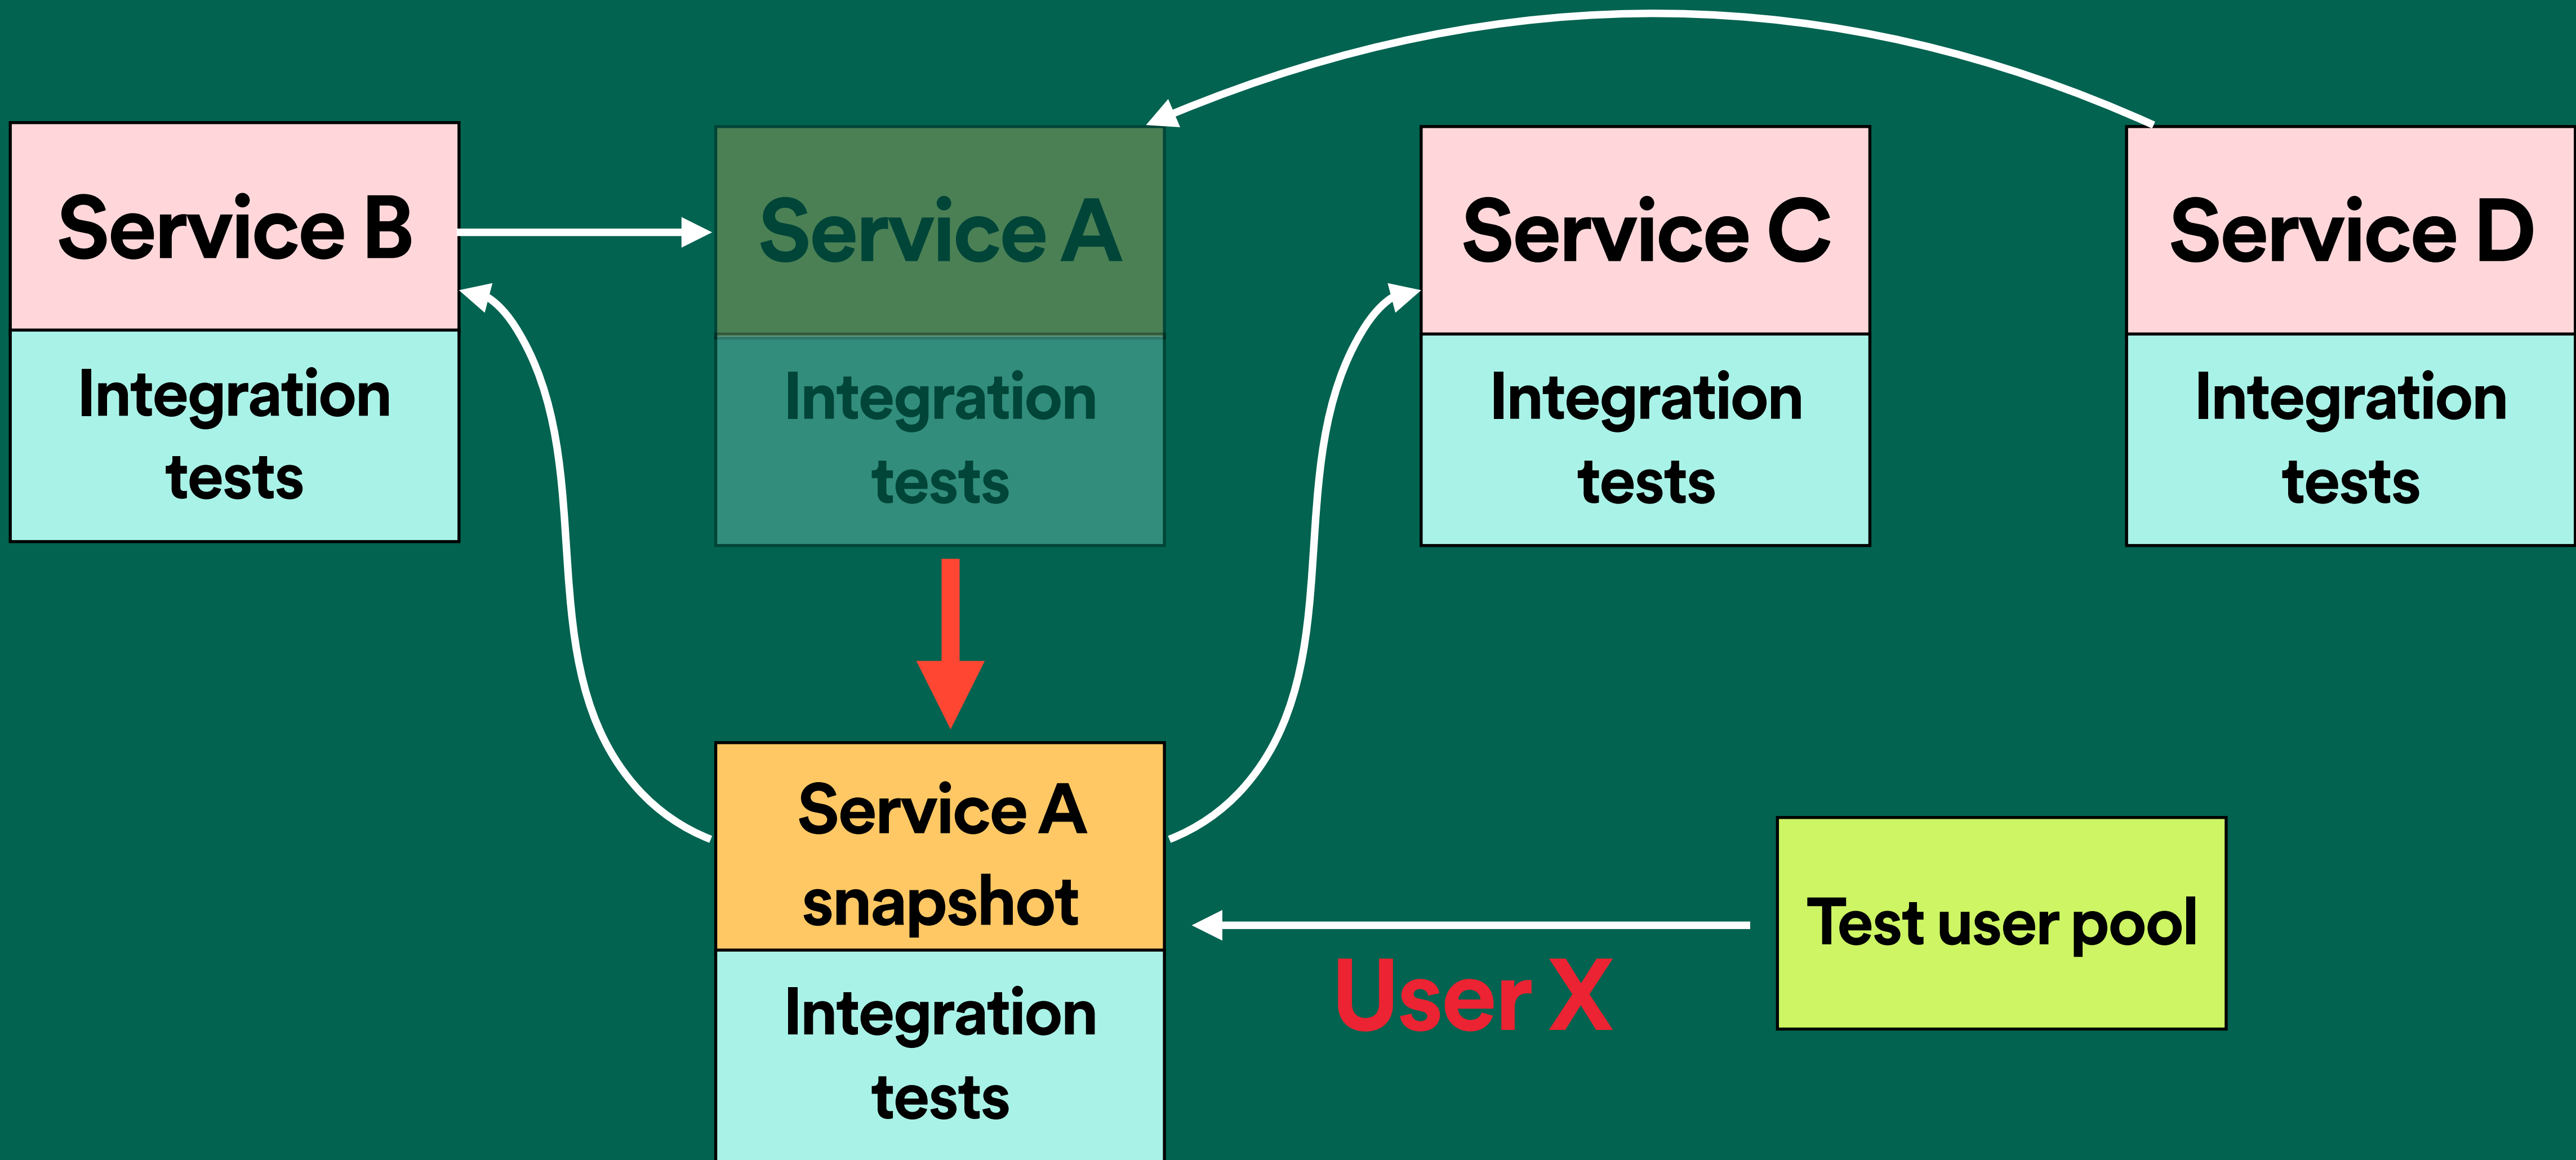 Service B
Integration
tests
Service A
Integration
tests
Service C
Integration
tests
Service D
Integration
tests
Service A
snapshot
Integration
tests
User X
Test user pool